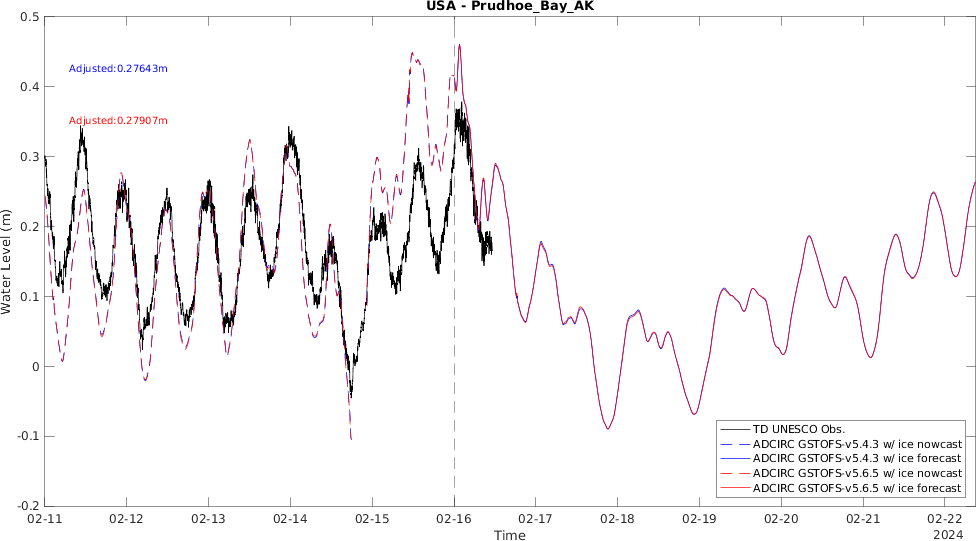 USA - Prudhoe_Bay_AK
0.5
0.4
0.3
0.2
0.1
0
-0.1
-0.2
Water Level (m)
Adjusted:0.27643m
Adjusted:0.27907m
TD UNESCO Obs.
ADCIRC GSTOFS-v5.4.3 w/ ice nowcast
ADCIRC GSTOFS-v5.4.3 w/ ice forecast
ADCIRC GSTOFS-v5.6.5 w/ ice nowcast
ADCIRC GSTOFS-v5.6.5 w/ ice forecast
02-11 02-12 02-13 02-14 02-15 02-16 02-17 02-18 02-19 02-20 02-21 02-22
Time
2024